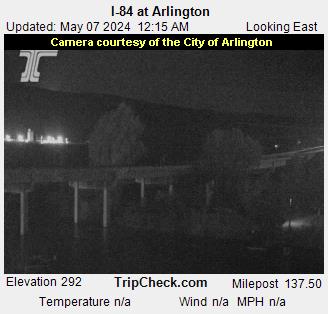 I-84 at Arlington
Updated: May 07 2024 12:15 AM Looking East
Camera courtesy of the City of Arlington
Elevation 292 TripCheck.com Milepost 137.50
Temperature n/a Wind n/a MPH n/a